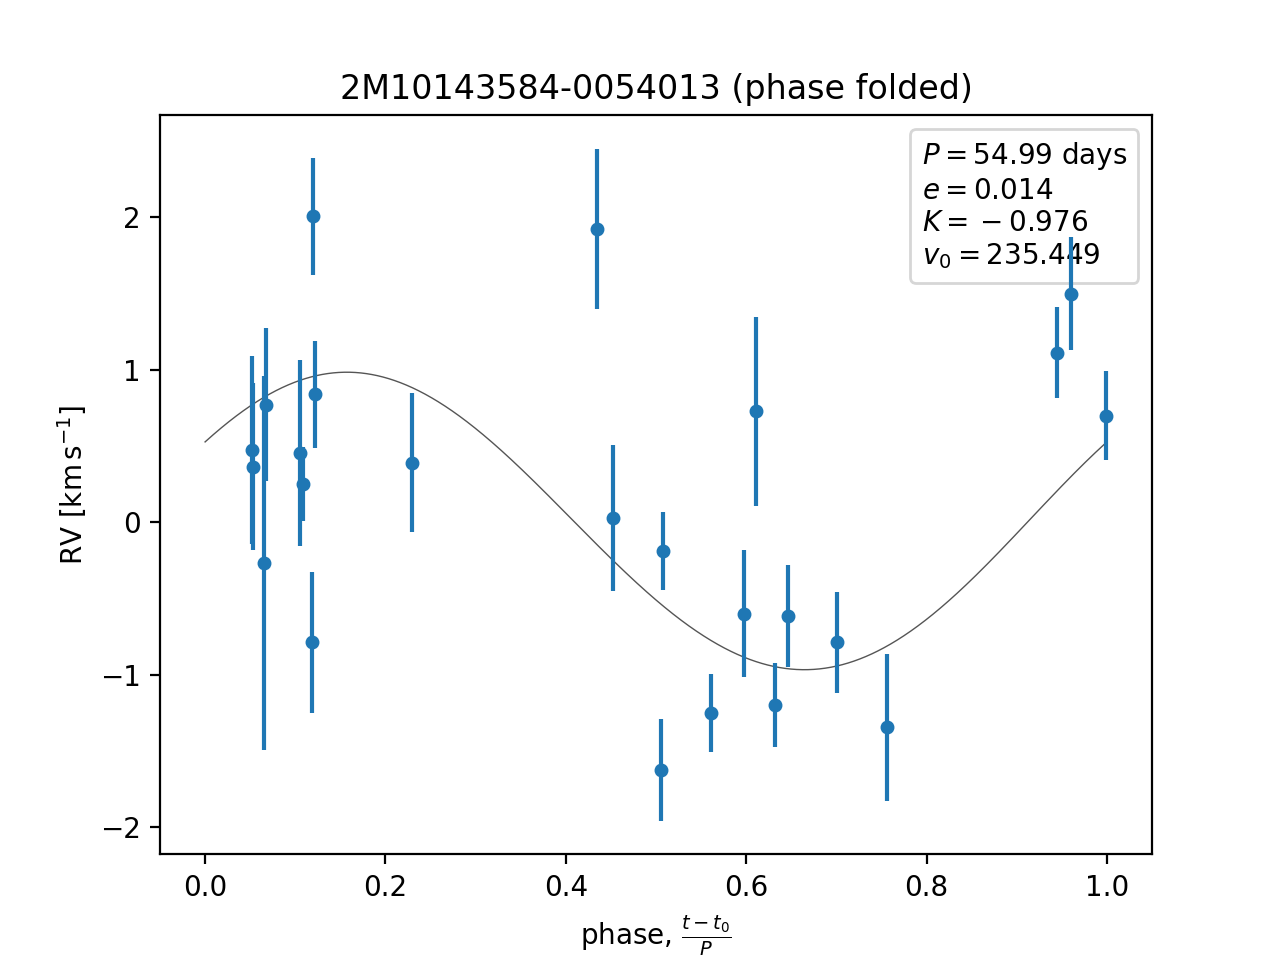 2M10143584-0054013 (phase folded)
P = 54.99 days
e = 0.014
K = −0.976
v₀ = 235.449
RV [km s⁻¹]
2
1
0
−1
−2
0.0 0.2 0.4 0.6 0.8 1.0
phase, (t − t₀)/P